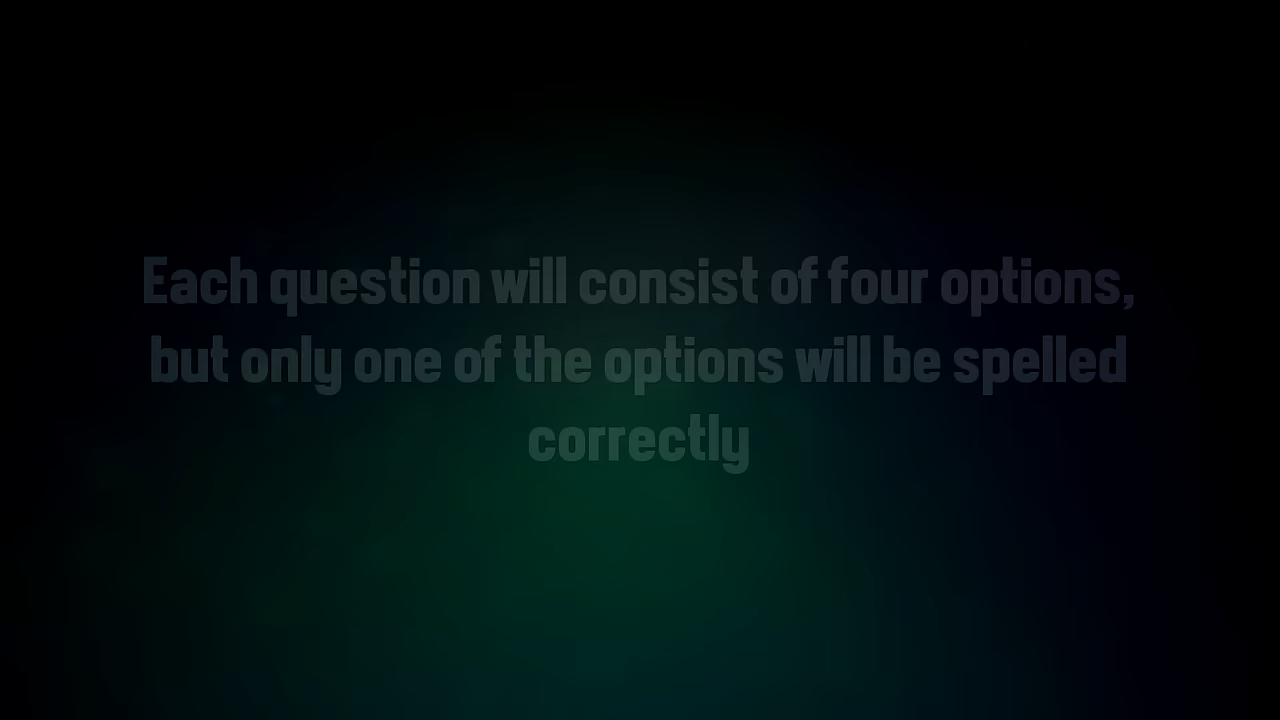 Each question will consist of four options,
but only one of the options will be spelled
correctly